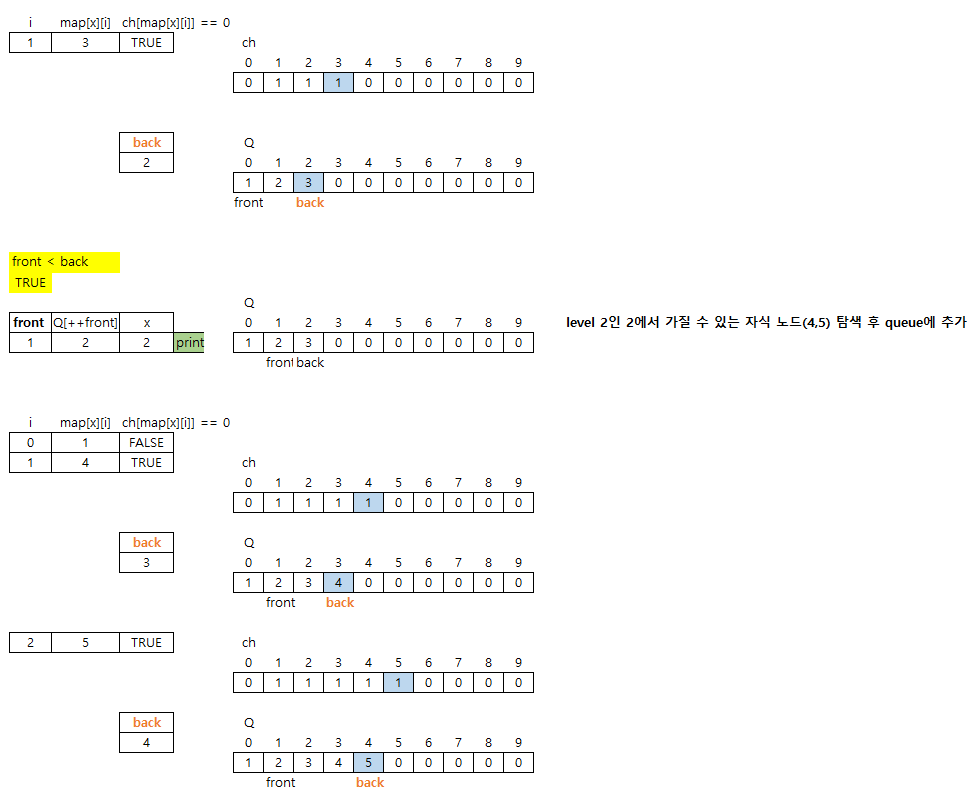 i map[x][i] ch[map[x][i]] == 0
1 3 TRUE
ch
0 1 2 3 4 5 6 7 8 9
0 1 1 1 0 0 0 0 0 0
back
2
Q
0 1 2 3 4 5 6 7 8 9
1 2 3 0 0 0 0 0 0 0
front back
front < back
TRUE
front Q[++front] x
1 2 2 print
Q
0 1 2 3 4 5 6 7 8 9
1 2 3 0 0 0 0 0 0 0
front back
level 2인 2에서 가질 수 있는 자식 노드(4,5) 탐색 후 queue에 추가
i map[x][i] ch[map[x][i]] == 0
0 1 FALSE
1 4 TRUE
ch
0 1 2 3 4 5 6 7 8 9
0 1 1 1 1 0 0 0 0 0
back
3
Q
0 1 2 3 4 5 6 7 8 9
1 2 3 4 0 0 0 0 0 0
front back
2 5 TRUE
ch
0 1 2 3 4 5 6 7 8 9
0 1 1 1 1 1 0 0 0 0
back
4
Q
0 1 2 3 4 5 6 7 8 9
1 2 3 4 5 0 0 0 0 0
front back